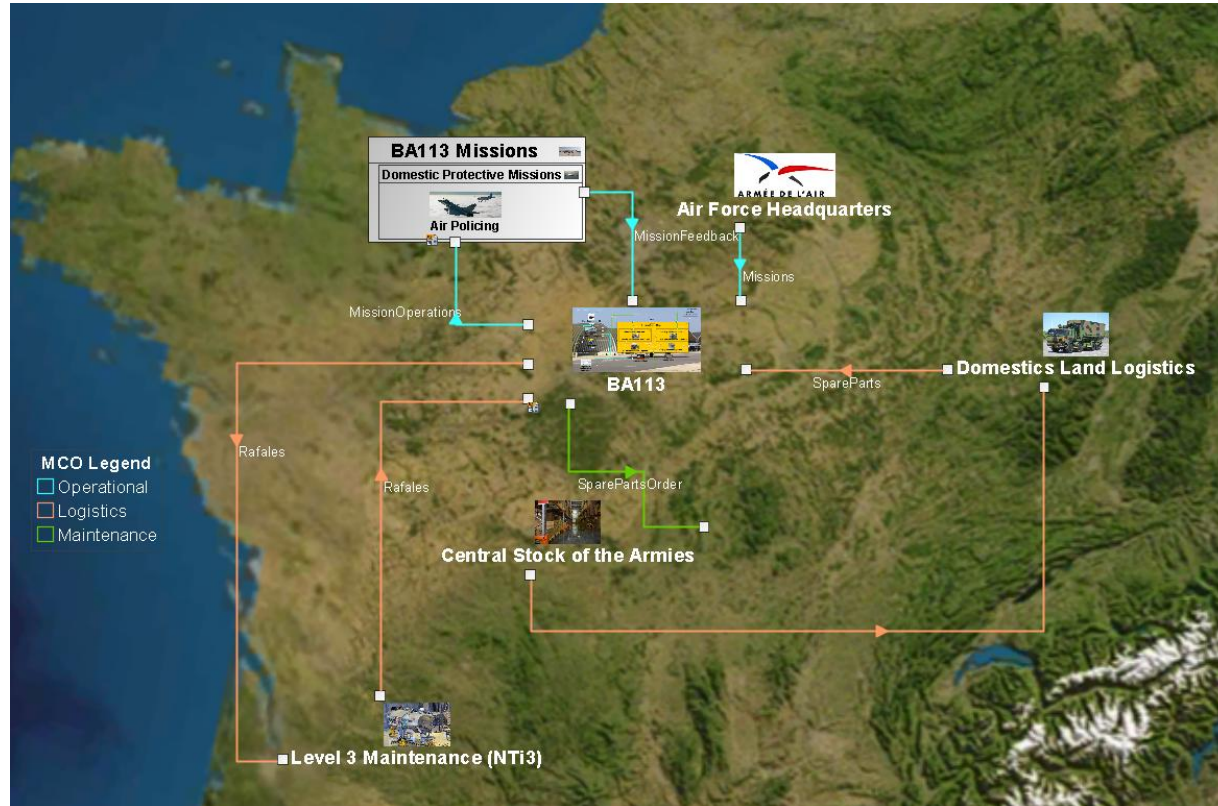 BA113 Missions
Domestic Protective Missions
Air Policing
ARMÉE DE L'AIR
Air Force Headquarters
MissionFeedback
Missions
MissionOperations
BA113
Domestics Land Logistics
SpareParts
Rafales
Rafales
MCO Legend
Operational
Logistics
Maintenance
SparePartsOrder
Central Stock of the Armies
Level 3 Maintenance (NTi3)